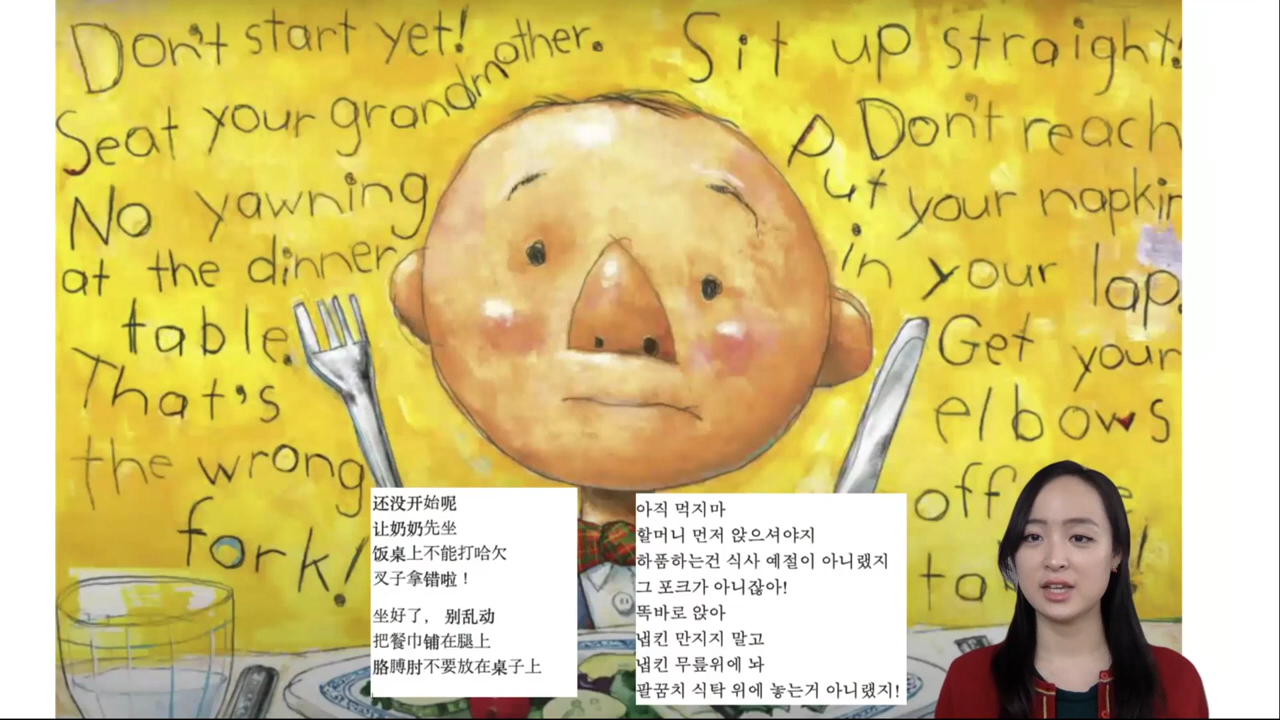 Don't start yet!
Seat your grandmother.
No yawning
at the dinner
table.
That's
the wrong
fork!
Sit up straight!
Don't reach
Put your napkin
in your lap.
Get your
elbows
off
还没开始呢
让奶奶先坐
饭桌上不能打哈欠
叉子拿错啦！
坐好了， 别乱动
把餐巾铺在腿上
胳膊肘不要放在桌子上
아직 먹지마
할머니 먼저 앉으셔야지
하품하는건 식사 예절이 아니랬지
그 포크가 아니잖아!
똑바로 앉아
냅킨 만지지 말고
냅킨 무릎위에 놔
팔꿈치 식탁 위에 놓는거 아니랬지!